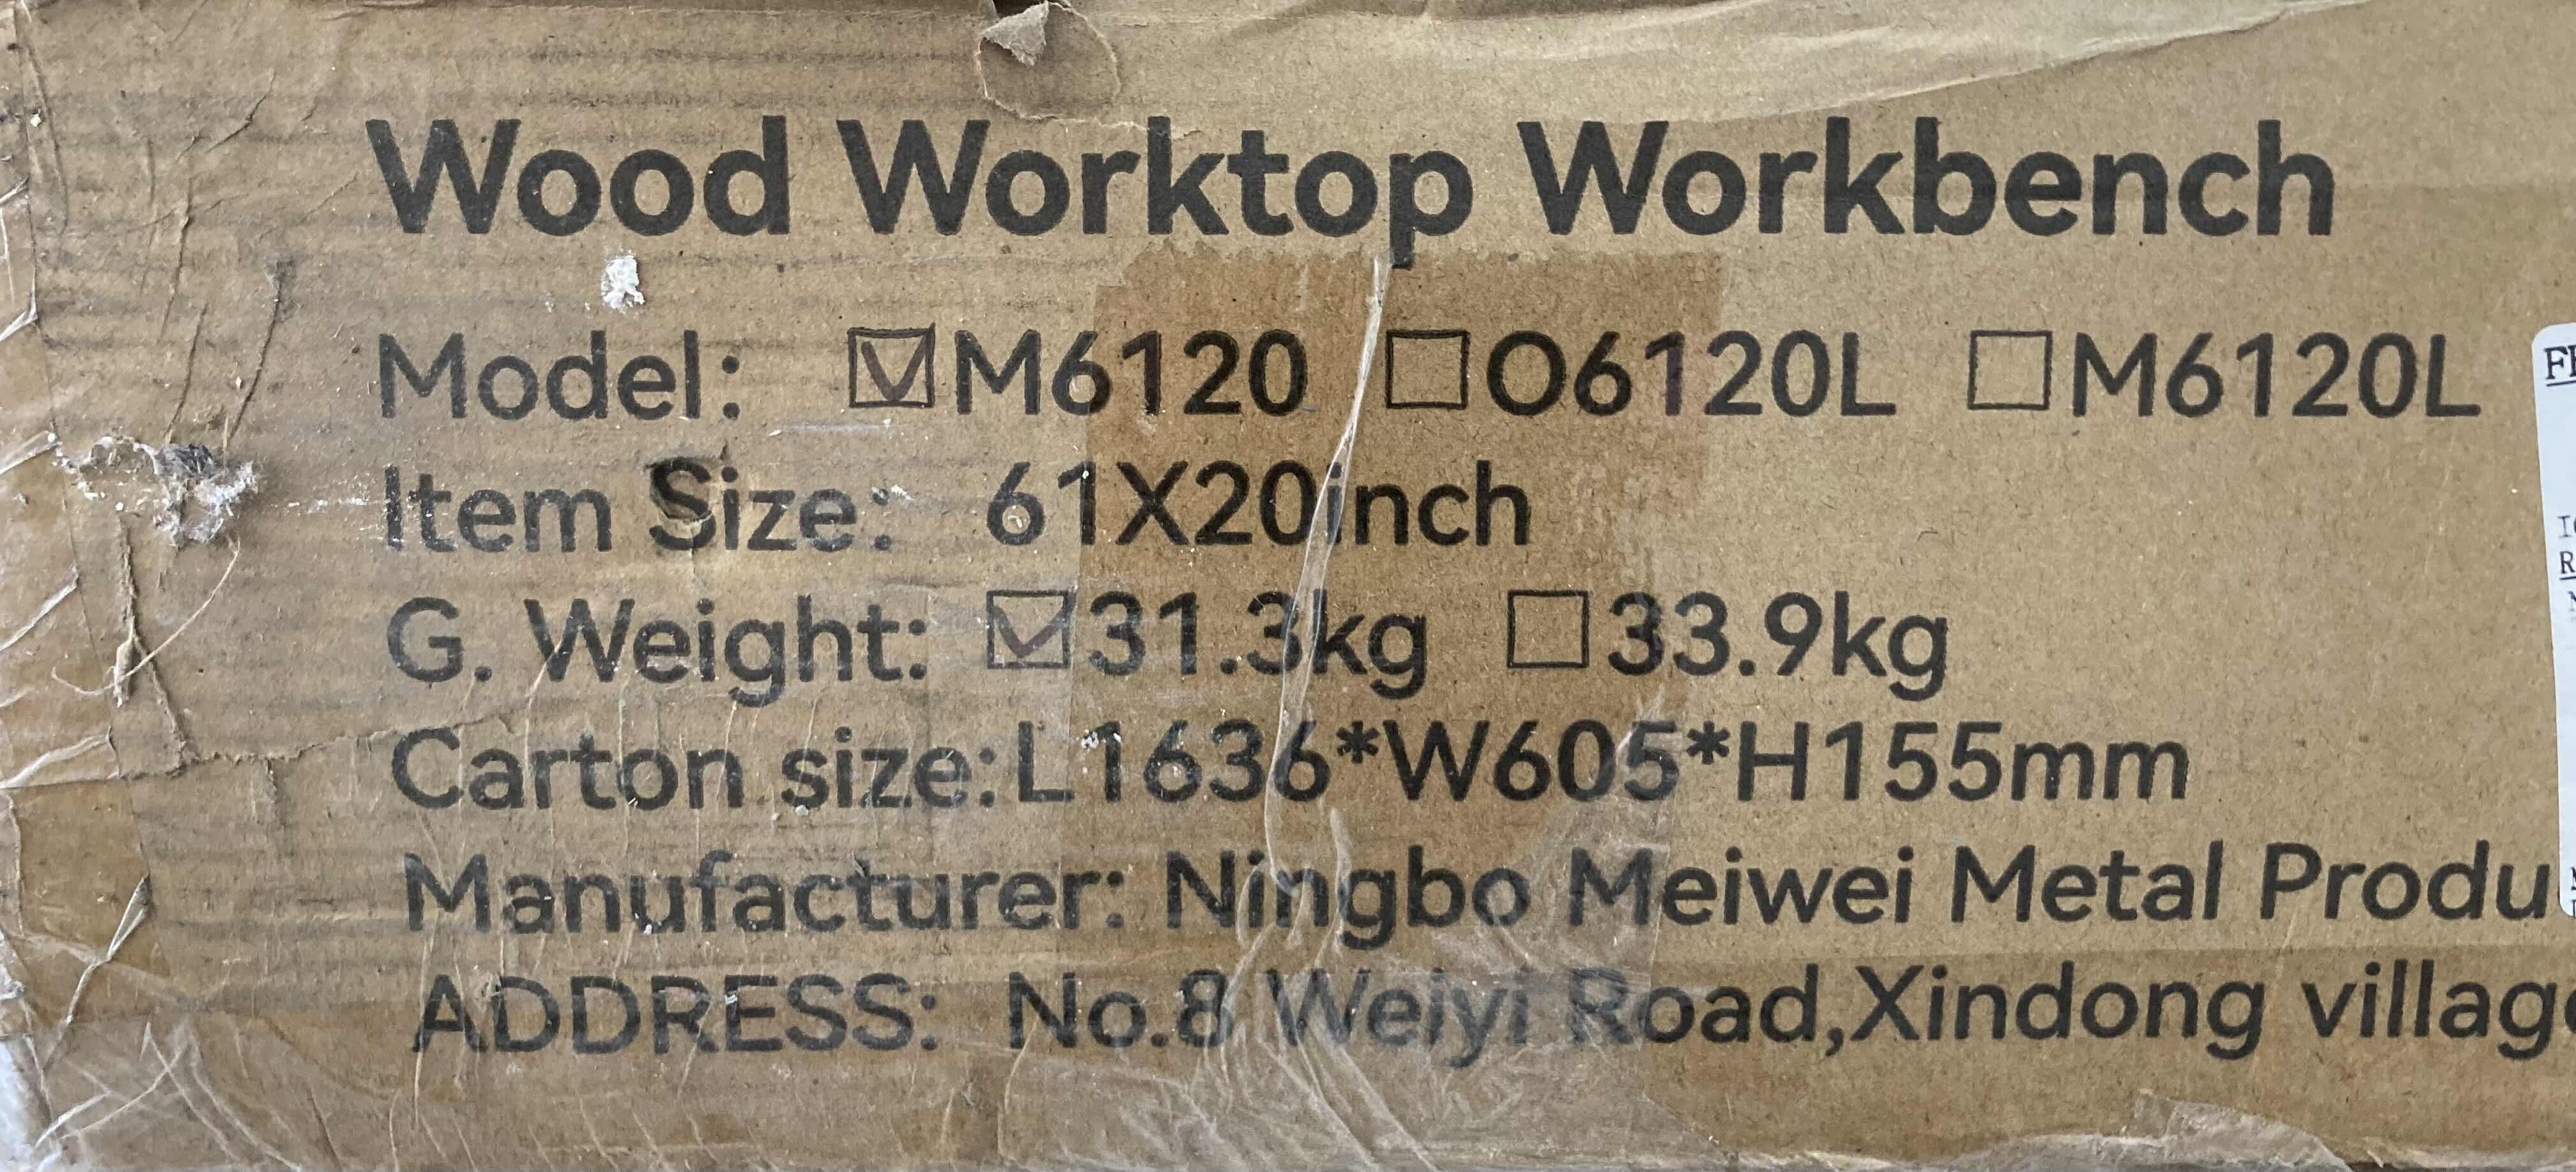 Wood Worktop Workbench
Model: ☑M6120 ☐O6120L ☐M6120L
Item Size: 61X20inch
G. Weight: ☑31.3kg ☐33.9kg
Carton size:L1636*W605*H155mm
Manufacturer: Ningbo Meiwei Metal
ADDRESS: No.8 Weiyi Road,Xindong